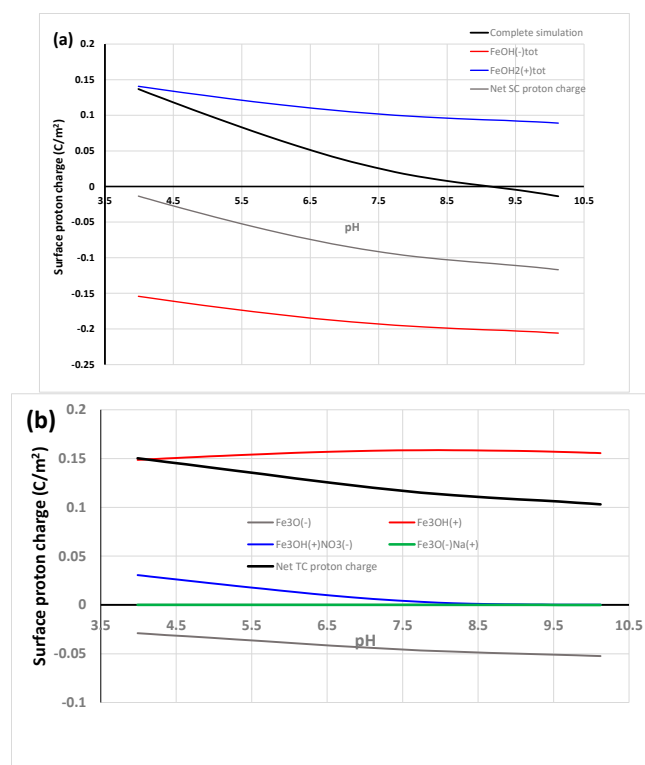 (a)
Complete simulation
FeOH(-)tot
FeOH2(+)tot
Net SC proton charge
Surface proton charge (C/m²)
0.2
0.15
0.1
0.05
0
-0.05
-0.1
-0.15
-0.2
-0.25
3.5 4.5 5.5 6.5 7.5 8.5 9.5 10.5
pH
(b)
Surface proton charge (C/m²)
0.2
0.15
0.1
0.05
0
-0.05
-0.1
Fe3O(-) Fe3OH(+)
Fe3OH(+)NO3(-) Fe3O(-)Na(+)
Net TC proton charge
3.5 4.5 5.5 6.5 7.5 8.5 9.5 10.5
pH